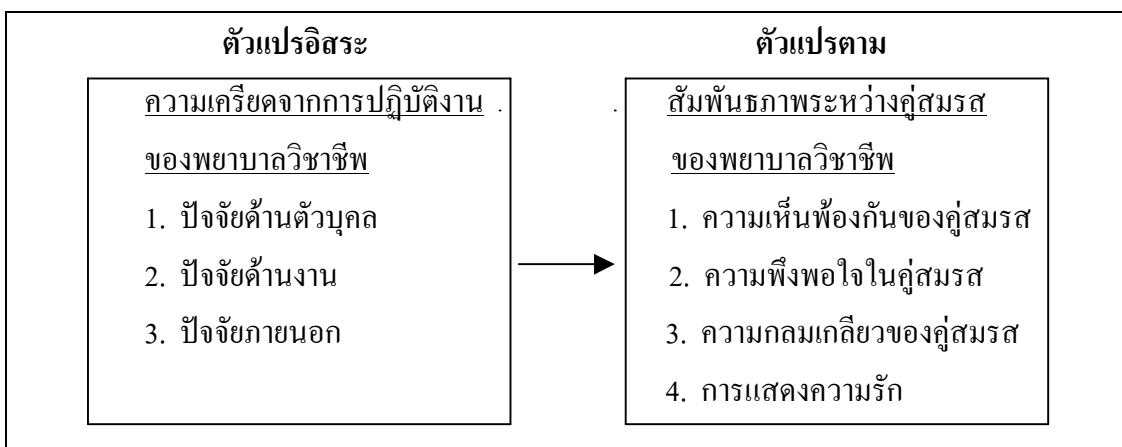 ตัวแปรอิสระ
ความเครียดจากการปฏิบัติงาน .
ของพยาบาลวิชาชีพ
1. ปัจจัยด้านตัวบุคคล
2. ปัจจัยด้านงาน
3. ปัจจัยภายนอก
ตัวแปรตาม
. สัมพันธภาพระหว่างคู่สมรส
ของพยาบาลวิชาชีพ
1. ความเห็นพ้องกันของคู่สมรส
2. ความพึงพอใจในคู่สมรส
3. ความกลมเกลียวของคู่สมรส
4. การแสดงความรัก